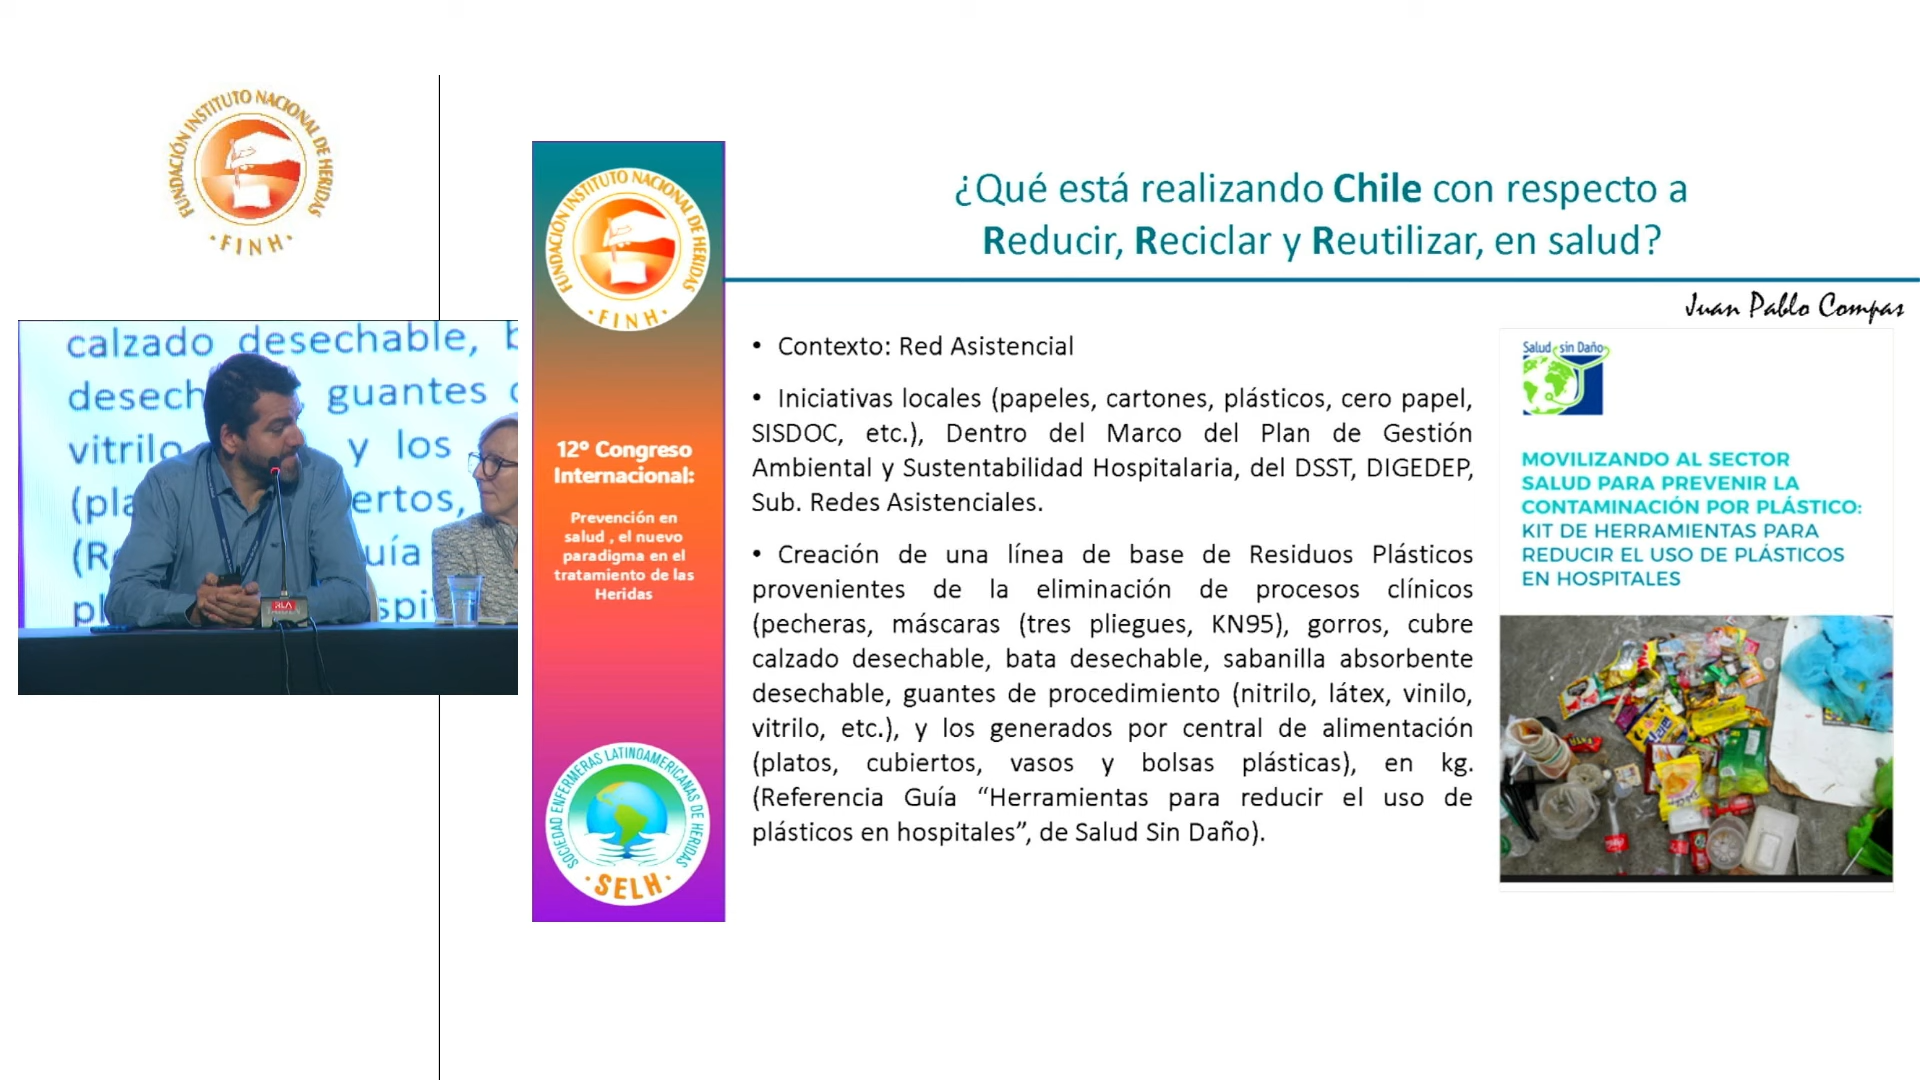 FUNDACIÓN INSTITUTO NACIONAL DE HERIDAS
·FINH·
calzado desechable,
desech guantes
vitrilo y los
(pla ertos,
(R uía
pl spit
RLA
FUNDACIÓN INSTITUTO NACIONAL DE HERIDAS
·FINH·
12º Congreso
Internacional:
Prevención en
salud , el nuevo
paradigma en el
tratamiento de las
Heridas
SOCIEDAD ENFERMERAS LATINOAMERICANAS DE HERIDAS
·SELH·
¿Qué está realizando Chile con respecto a
Reducir, Reciclar y Reutilizar, en salud?
Juan Pablo Compas
• Contexto: Red Asistencial
• Iniciativas locales (papeles, cartones, plásticos, cero papel,
SISDOC, etc.), Dentro del Marco del Plan de Gestión
Ambiental y Sustentabilidad Hospitalaria, del DSST, DIGEDEP,
Sub. Redes Asistenciales.
• Creación de una línea de base de Residuos Plásticos
provenientes de la eliminación de procesos clínicos
(pecheras, máscaras (tres pliegues, KN95), gorros, cubre
calzado desechable, bata desechable, sabanilla absorbente
desechable, guantes de procedimiento (nitrilo, látex, vinilo,
vitrilo, etc.), y los generados por central de alimentación
(platos, cubiertos, vasos y bolsas plásticas), en kg.
(Referencia Guía “Herramientas para reducir el uso de
plásticos en hospitales”, de Salud Sin Daño).
Salud sin Daño
MOVILIZANDO AL SECTOR
SALUD PARA PREVENIR LA
CONTAMINACIÓN POR PLÁSTICO:
KIT DE HERRAMIENTAS PARA
REDUCIR EL USO DE PLÁSTICOS
EN HOSPITALES